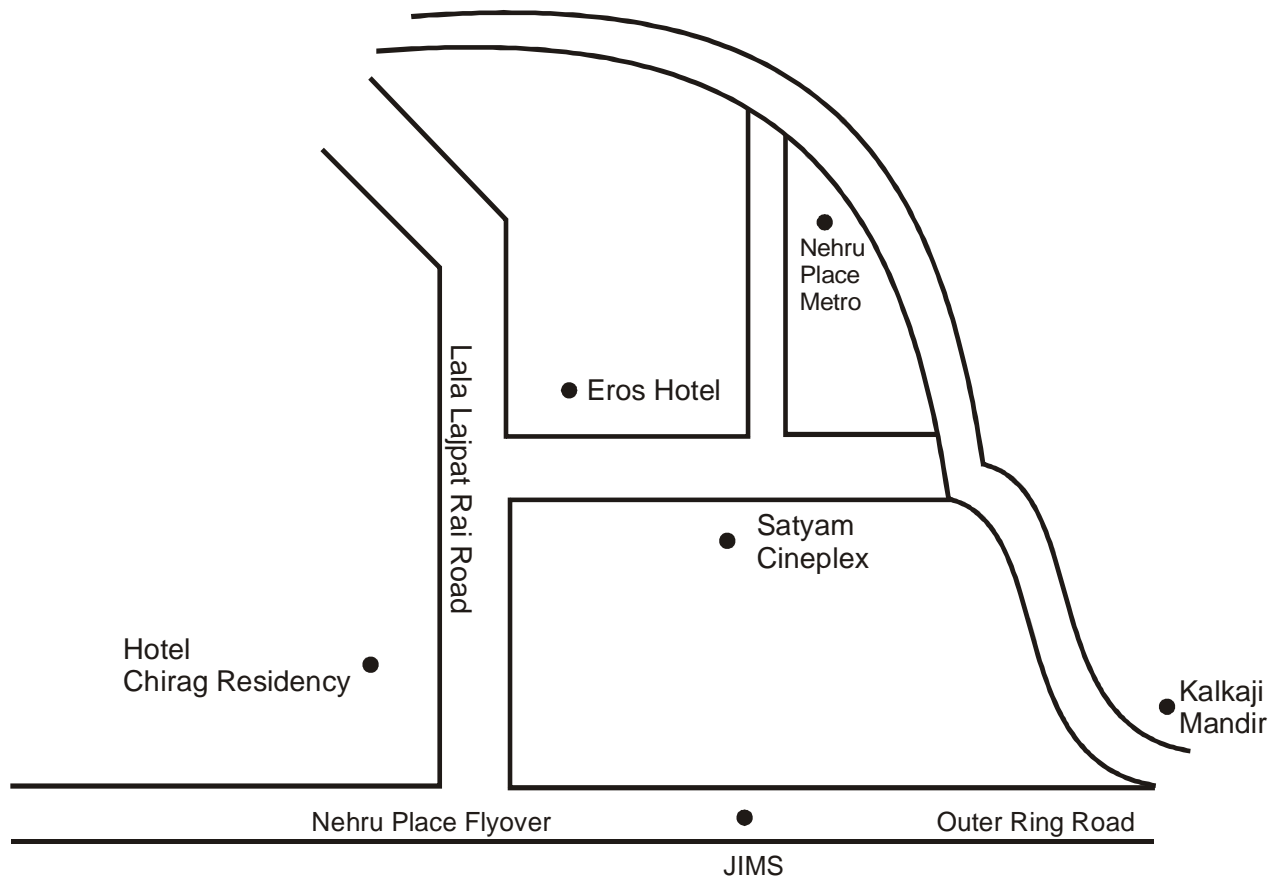 Nehru
Place
Metro
Lala Lajpat Rai Road
Eros Hotel
Satyam
Cineplex
Hotel
Chirag Residency
Kalkaji
Mandir
Nehru Place Flyover
Outer Ring Road
JIMS